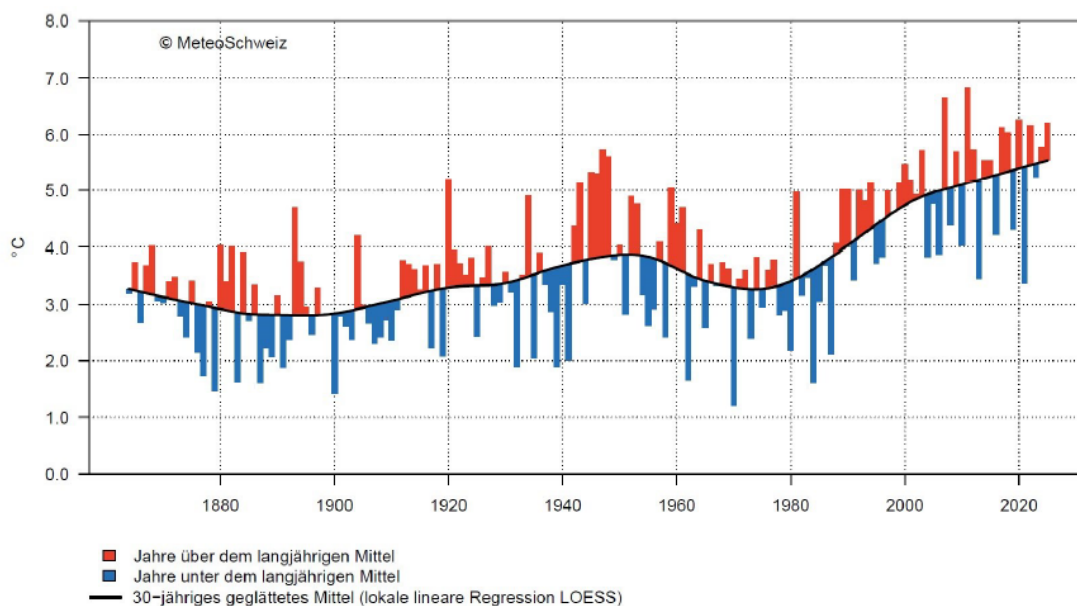 8.0
© MeteoSchweiz
7.0
6.0
5.0
°C
4.0
3.0
2.0
1.0
0.0
1880 1900 1920 1940 1960 1980 2000 2020
Jahre über dem langjährigen Mittel
Jahre unter dem langjährigen Mittel
30−jähriges geglättetes Mittel (lokale lineare Regression LOESS)